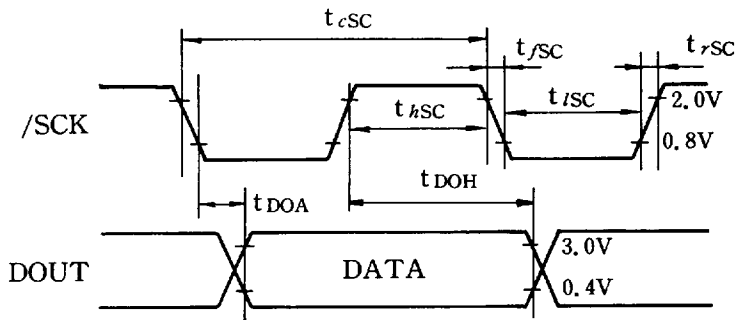 t cSC
t fSC
t rSC
/SCK
t hSC
t lSC
2.0V
0.8V
t DOA
t DOH
DOUT
DATA
3.0V
0.4V